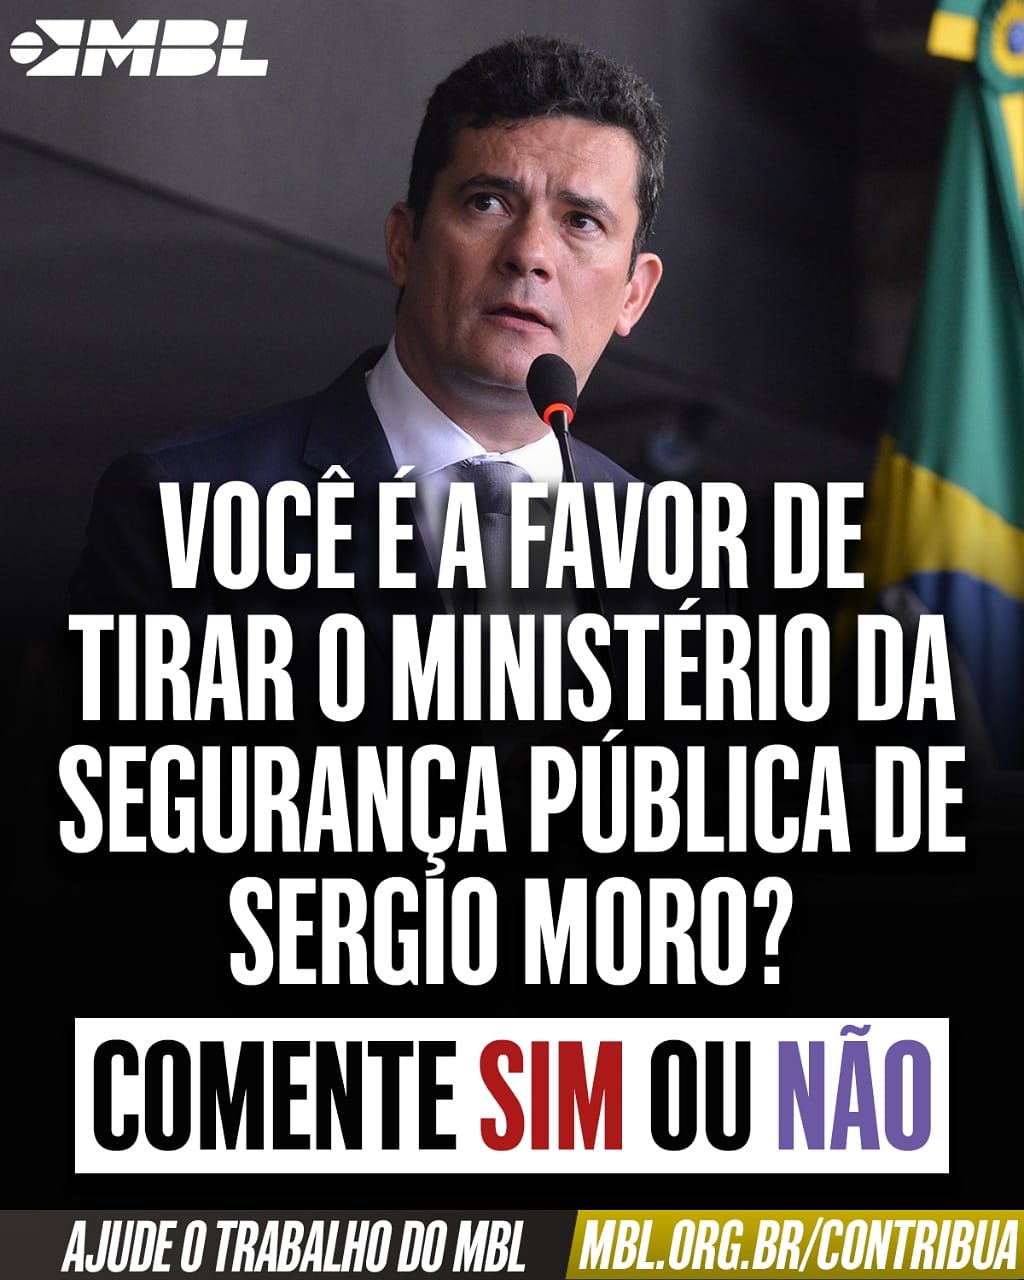 MBL
VOCÊ É A FAVOR DE
TIRAR O MINISTÉRIO DA
SEGURANÇA PÚBLICA DE
SERGIO MORO?
COMENTE SIM OU NÃO
AJUDE O TRABALHO DO MBL
MBL.ORG.BR/CONTRIBUA